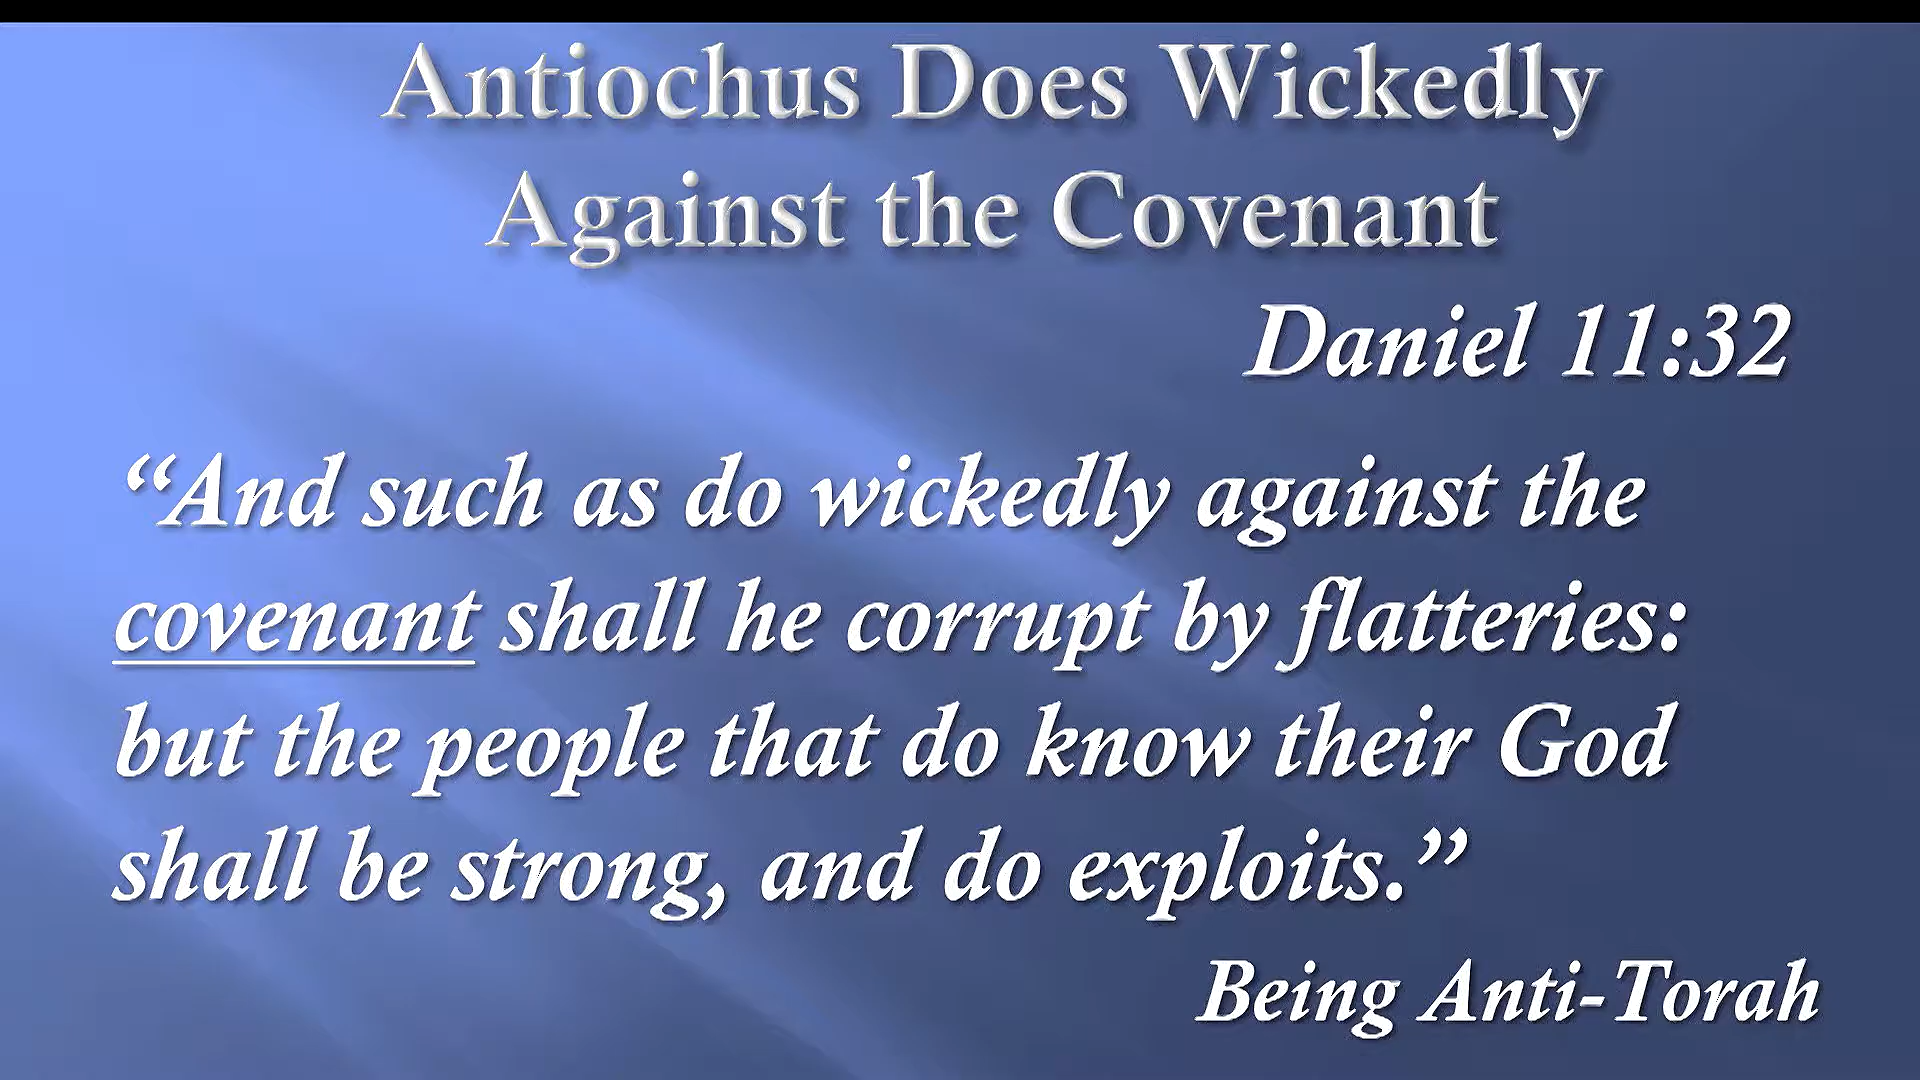 Antiochus Does Wickedly
Against the Covenant
Daniel 11:32
“And such as do wickedly against the
covenant shall he corrupt by flatteries:
but the people that do know their God
shall be strong, and do exploits.”
Being Anti-Torah